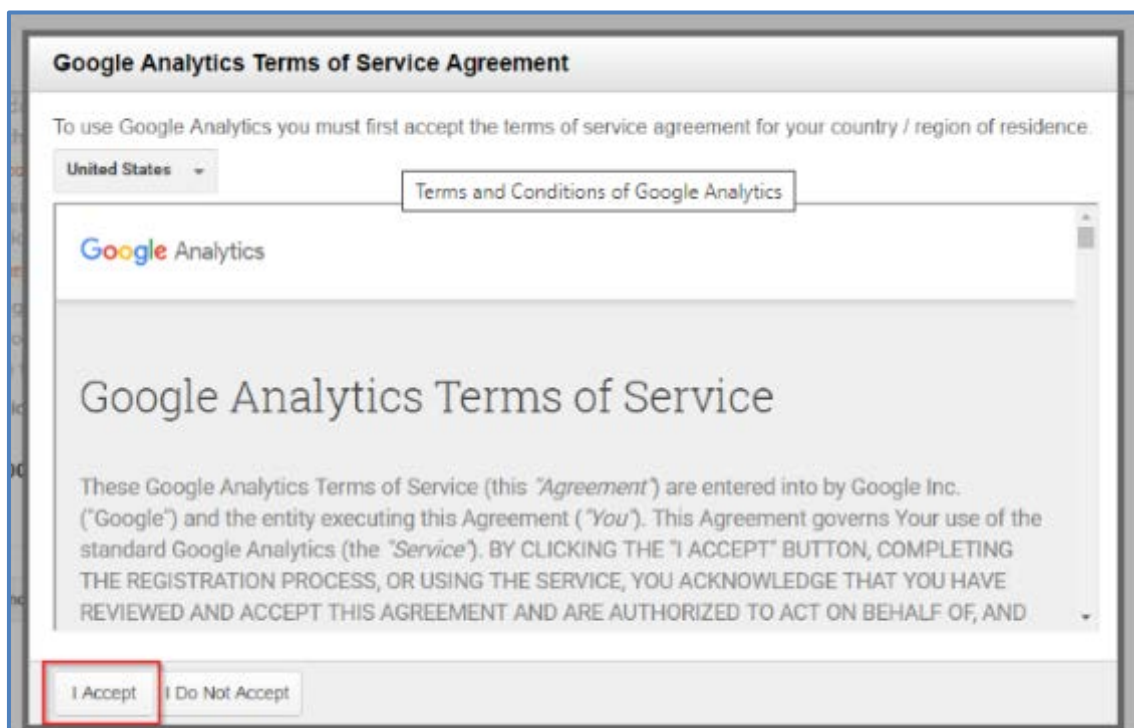 Google Analytics Terms of Service Agreement
To use Google Analytics you must first accept the terms of service agreement for your country / region of residence.
United States
Terms and Conditions of Google Analytics
Google Analytics
Google Analytics Terms of Service
These Google Analytics Terms of Service (this "Agreement") are entered into by Google Inc.
("Google") and the entity executing this Agreement ("You"). This Agreement governs Your use of the
standard Google Analytics (the "Service"). BY CLICKING THE "I ACCEPT" BUTTON, COMPLETING
THE REGISTRATION PROCESS, OR USING THE SERVICE, YOU ACKNOWLEDGE THAT YOU HAVE
REVIEWED AND ACCEPT THIS AGREEMENT AND ARE AUTHORIZED TO ACT ON BEHALF OF, AND
I Accept I Do Not Accept